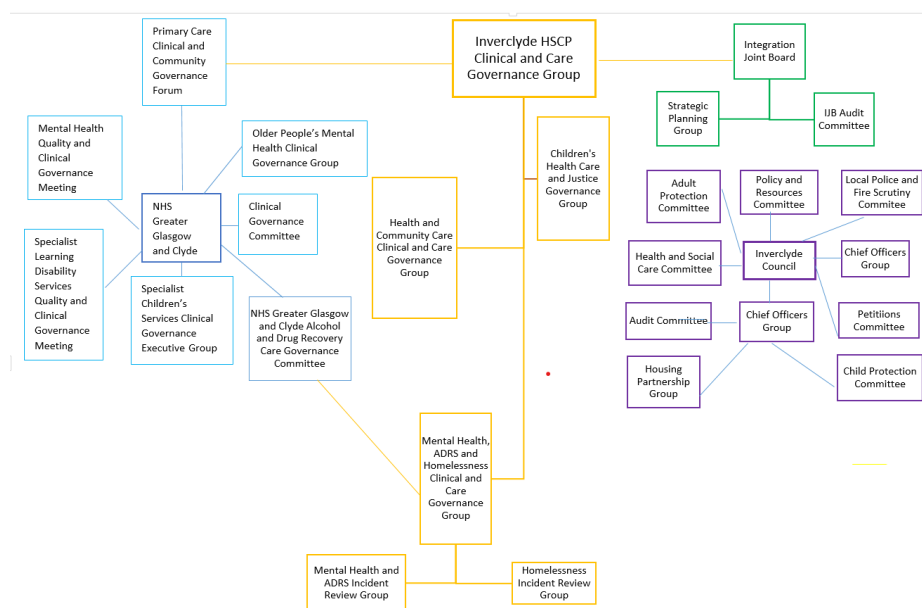 Primary Care
Clinical and
Community
Governance
Forum
Inverclyde HSCP
Clinical and Care
Governance Group
Integration
Joint Board
Strategic
Planning
Group
IJB Audit
Committee
Mental Health
Quality and
Clinical
Governance
Meeting
Older People's Mental
Health Clinical
Governance Group
Children's
Health Care
and Justice
Governance
Group
NHS
Greater
Glasgow
and Clyde
Clinical
Governance
Committee
Health and
Community Care
Clinical and Care
Governance
Group
Adult
Protection
Committee
Policy and
Resources
Committee
Local Police and
Fire Scrutiny
Commitee
Health and Social
Care Committee
Inverclyde
Council
Chief Officers
Group
Specialist
Learning
Disability
Services
Quality and
Clinical
Governance
Meeting
Specialist
Children's
Services Clinical
Governance
Executive Group
NHS Greater Glasgow
and Clyde Alcohol
and Drug Recovery
Care Governance
Committee
Audit Committee
Chief Officers
Group
Petitiions
Committee
Housing
Partnership
Group
Child Protection
Committee
Mental Health,
ADRS and
Homelessness
Clinical and
Care
Governance
Group
Mental Health and
ADRS Incident
Review Group
Homelessness
Incident Review
Group